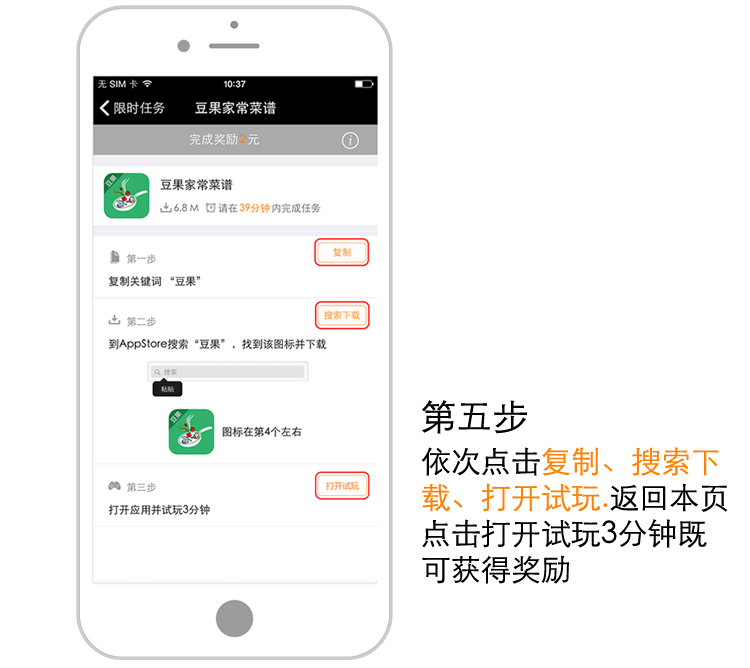 无 SIM 卡
10:37
限时任务
豆果家常菜谱
完成奖励2元
豆果
豆果家常菜谱
6.8 M 请在39分钟内完成任务
第一步
复制
复制关键词 “豆果”
第二步
搜索下载
到AppStore搜索“豆果”，找到该图标并下载
搜索
粘贴
豆果
图标在第4个左右
第三步
打开试玩
打开应用并试玩3分钟
第五步
依次点击复制、搜索下
载、打开试玩.返回本页
点击打开试玩3分钟既
可获得奖励